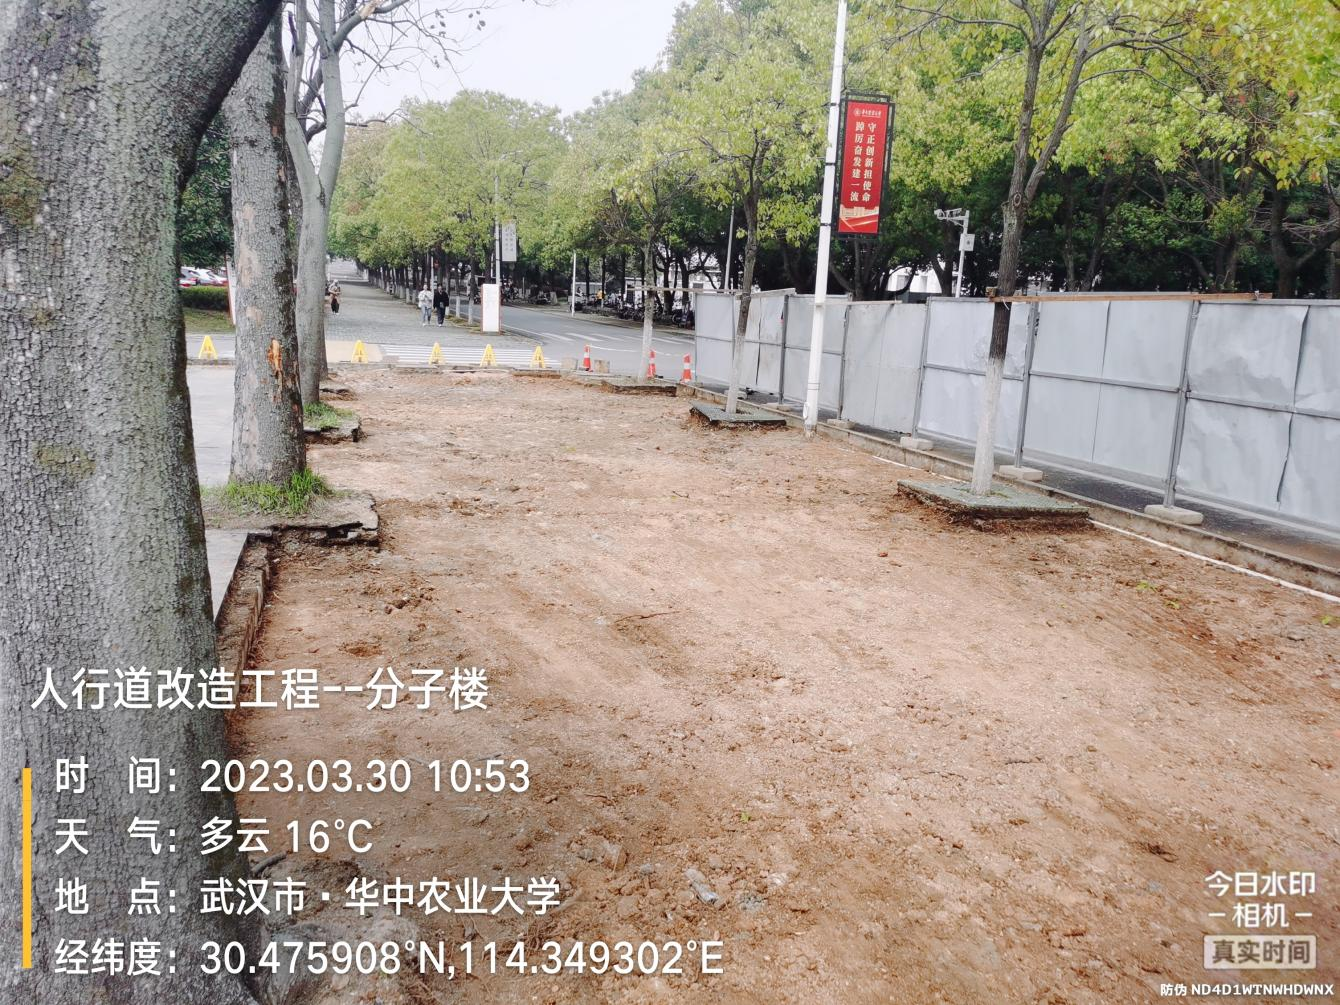 守正创新担使命
踔厉奋发建一流
人行道改造工程--分子楼
时 间：2023.03.30 10:53
天 气：多云 16℃
地 点：武汉市·华中农业大学
经纬度：30.475908°N,114.349302°E
今日水印
-相机-
真实时间
防伪 ND4D1WTNWHDWNX